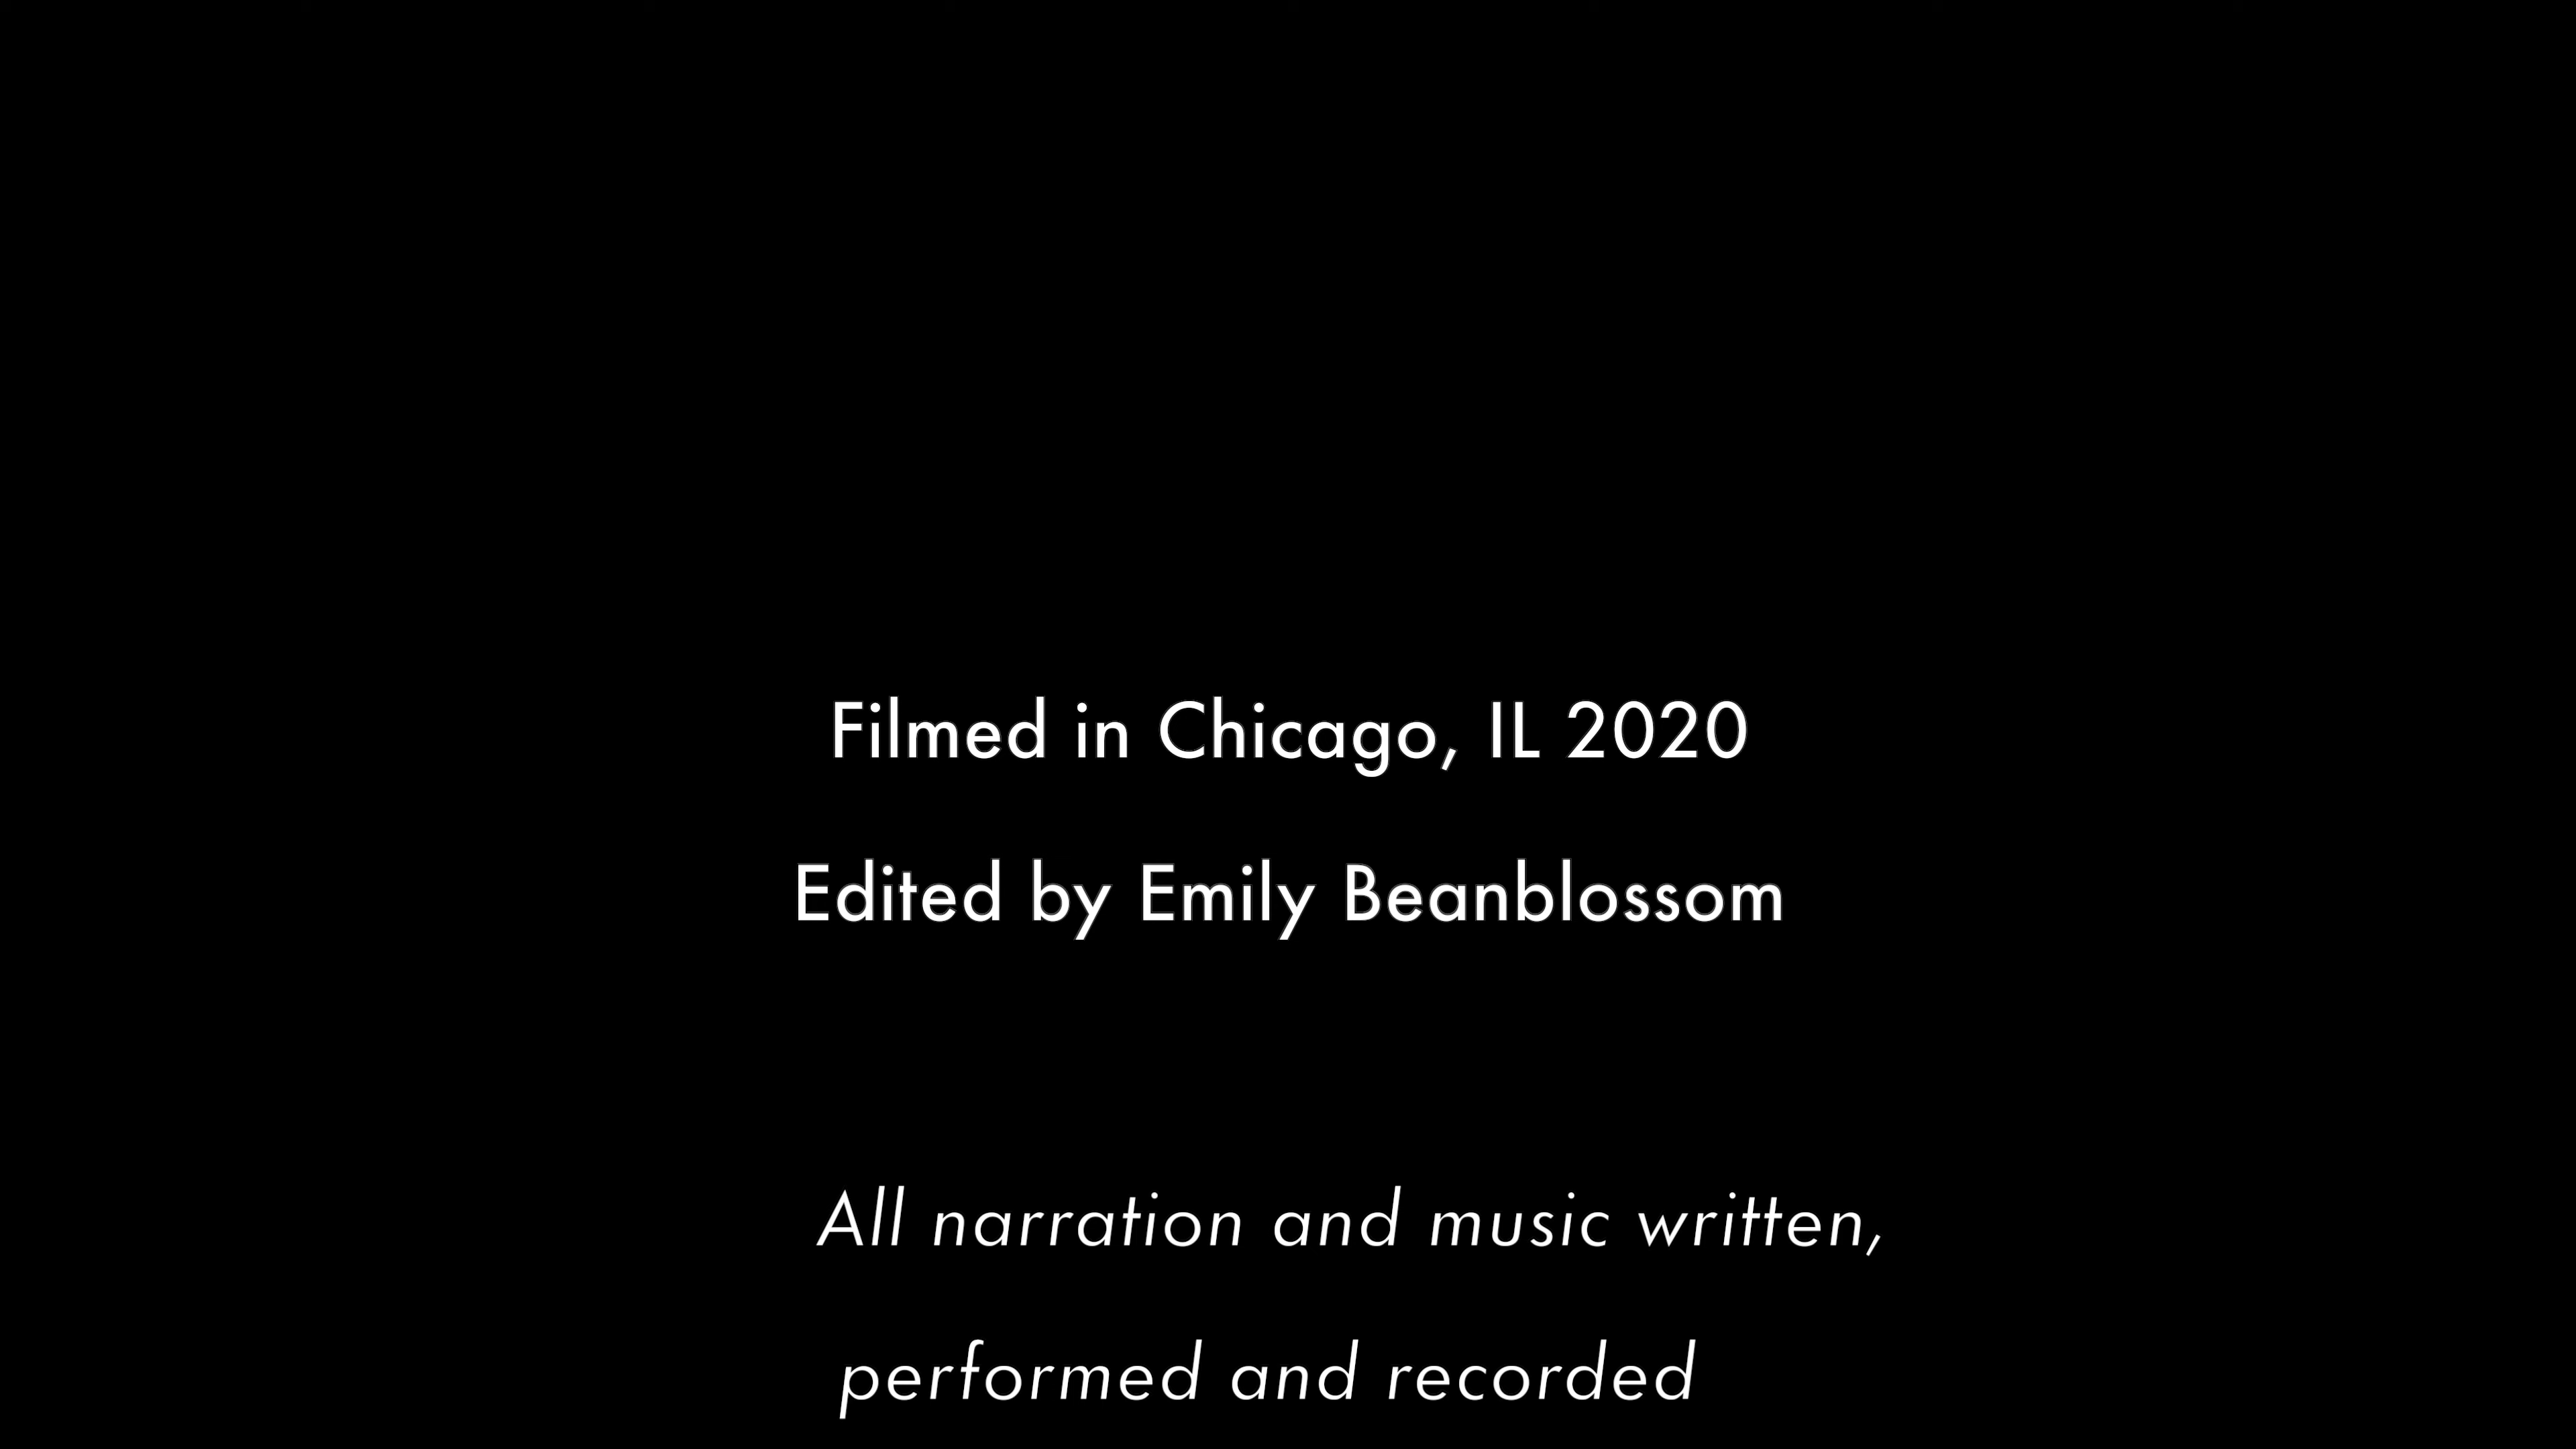 Filmed in Chicago, IL 2020
Edited by Emily Beanblossom
All narration and music written,
performed and recorded